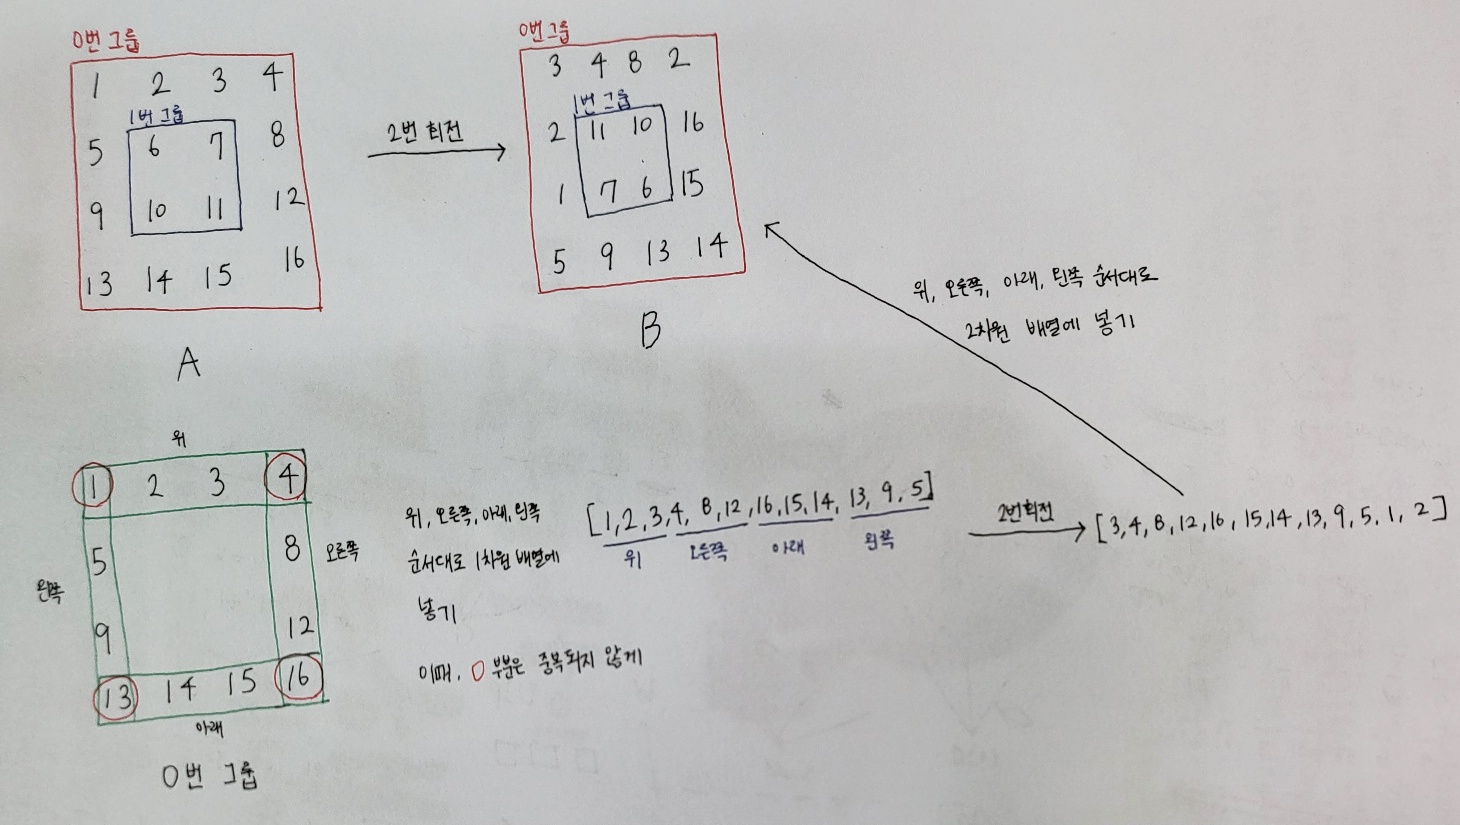 0번 그룹
1 2 3 4
1번 그룹
5 6 7 8
9 10 11 12
13 14 15 16
A
2번 회전
0번 그룹
3 4 8 2
1번 그룹
2 11 10 16
1 7 6 15
5 9 13 14
B
위, 오른쪽, 아래, 왼쪽 순서대로
2차원 배열에 넣기
위
1 2 3 4
5 8
왼쪽
오른쪽
9 12
13 14 15 16
아래
0번 그룹
위, 오른쪽, 아래, 왼쪽
순서대로 1차원 배열에
넣기
이때, O 부분은 중복되지 않게
[1, 2, 3, 4, 8, 12, 16, 15, 14, 13, 9, 5]
위 오른쪽 아래 왼쪽
2번 회전
[3, 4, 8, 12, 16, 15, 14, 13, 9, 5, 1, 2]